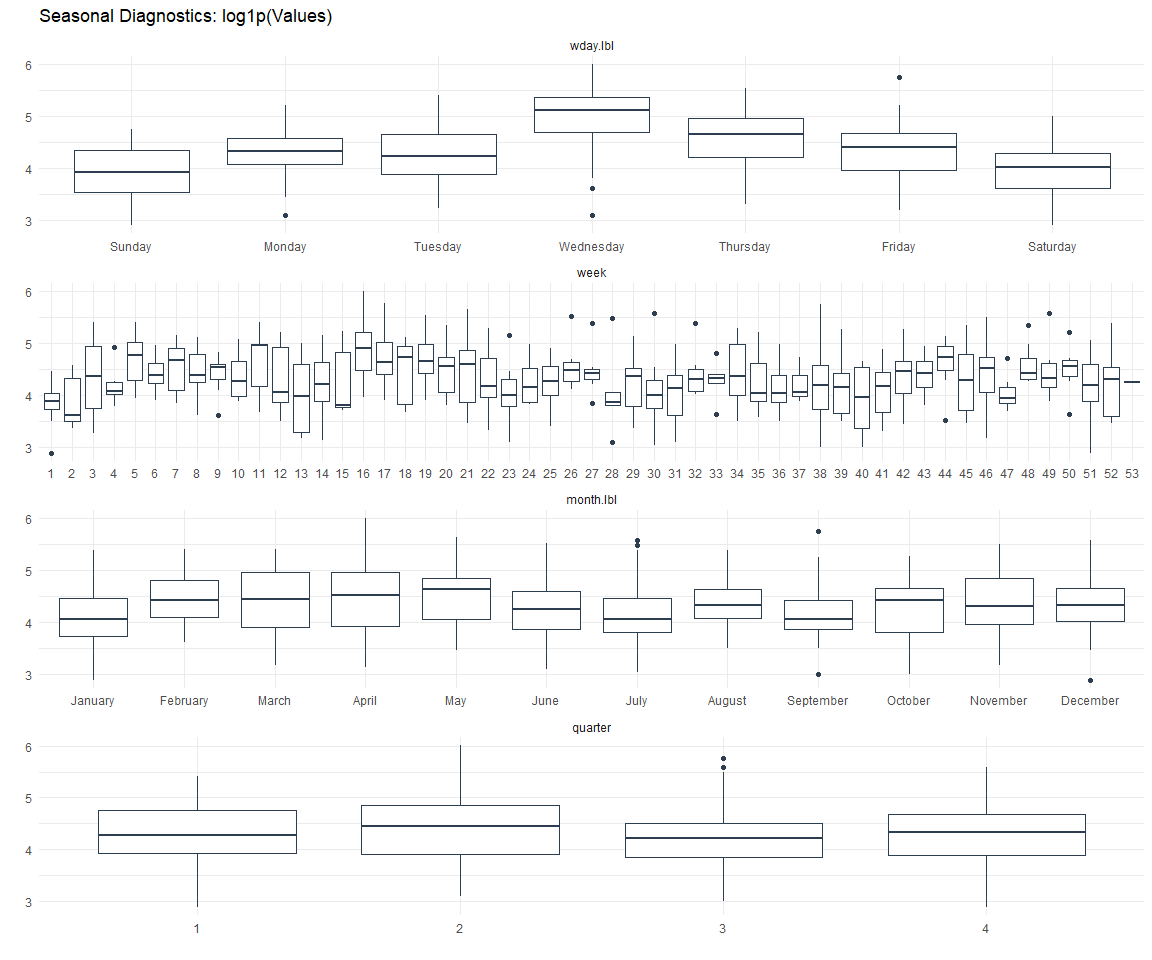 Seasonal Diagnostics: log1p(Values)
wday.lbl
6
5
4
3
Sunday Monday Tuesday Wednesday Thursday Friday Saturday
week
6
5
4
3
1 2 3 4 5 6 7 8 9 10 11 12 13 14 15 16 17 18 19 20 21 22 23 24 25 26 27 28 29 30 31 32 33 34 35 36 37 38 39 40 41 42 43 44 45 46 47 48 49 50 51 52 53
month.lbl
6
5
4
3
January February March April May June July August September October November December
quarter
6
5
4
3
1 2 3 4